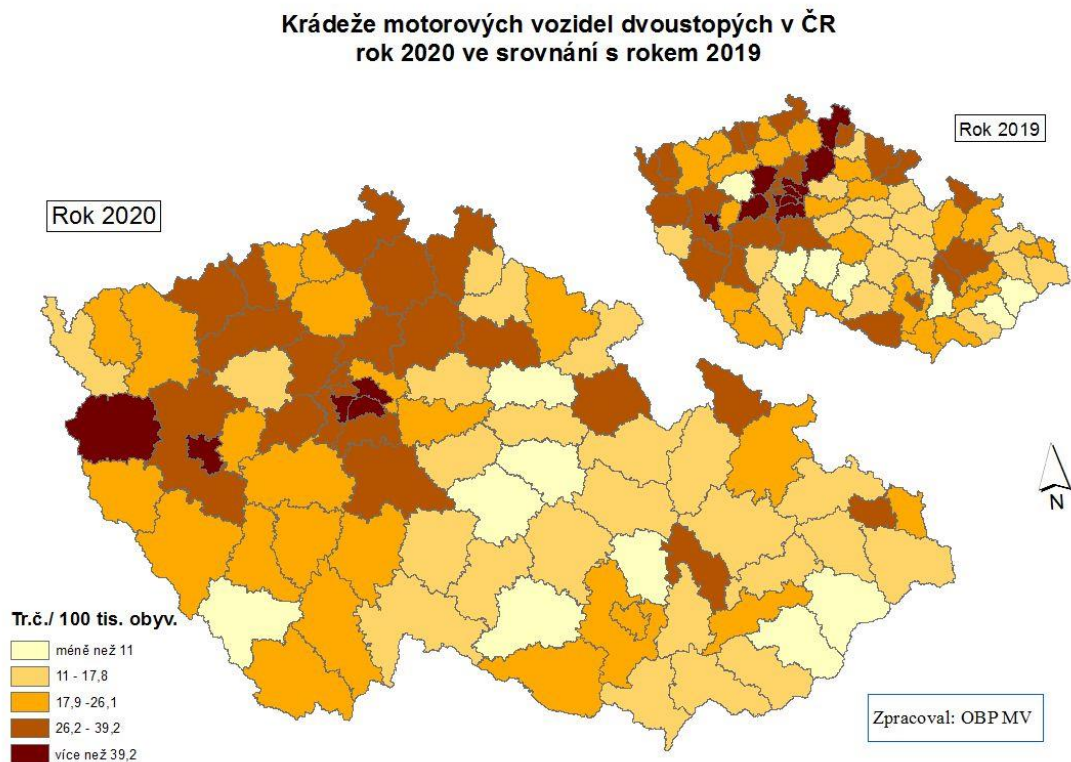 Krádeže motorových vozidel dvoustopých v ČR
rok 2020 ve srovnání s rokem 2019
Rok 2019
Rok 2020
N
Tr.č./ 100 tis. obyv.
méně než 11
11 - 17,8
17,9 -26,1
26,2 - 39,2
více než 39,2
Zpracoval: OBP MV